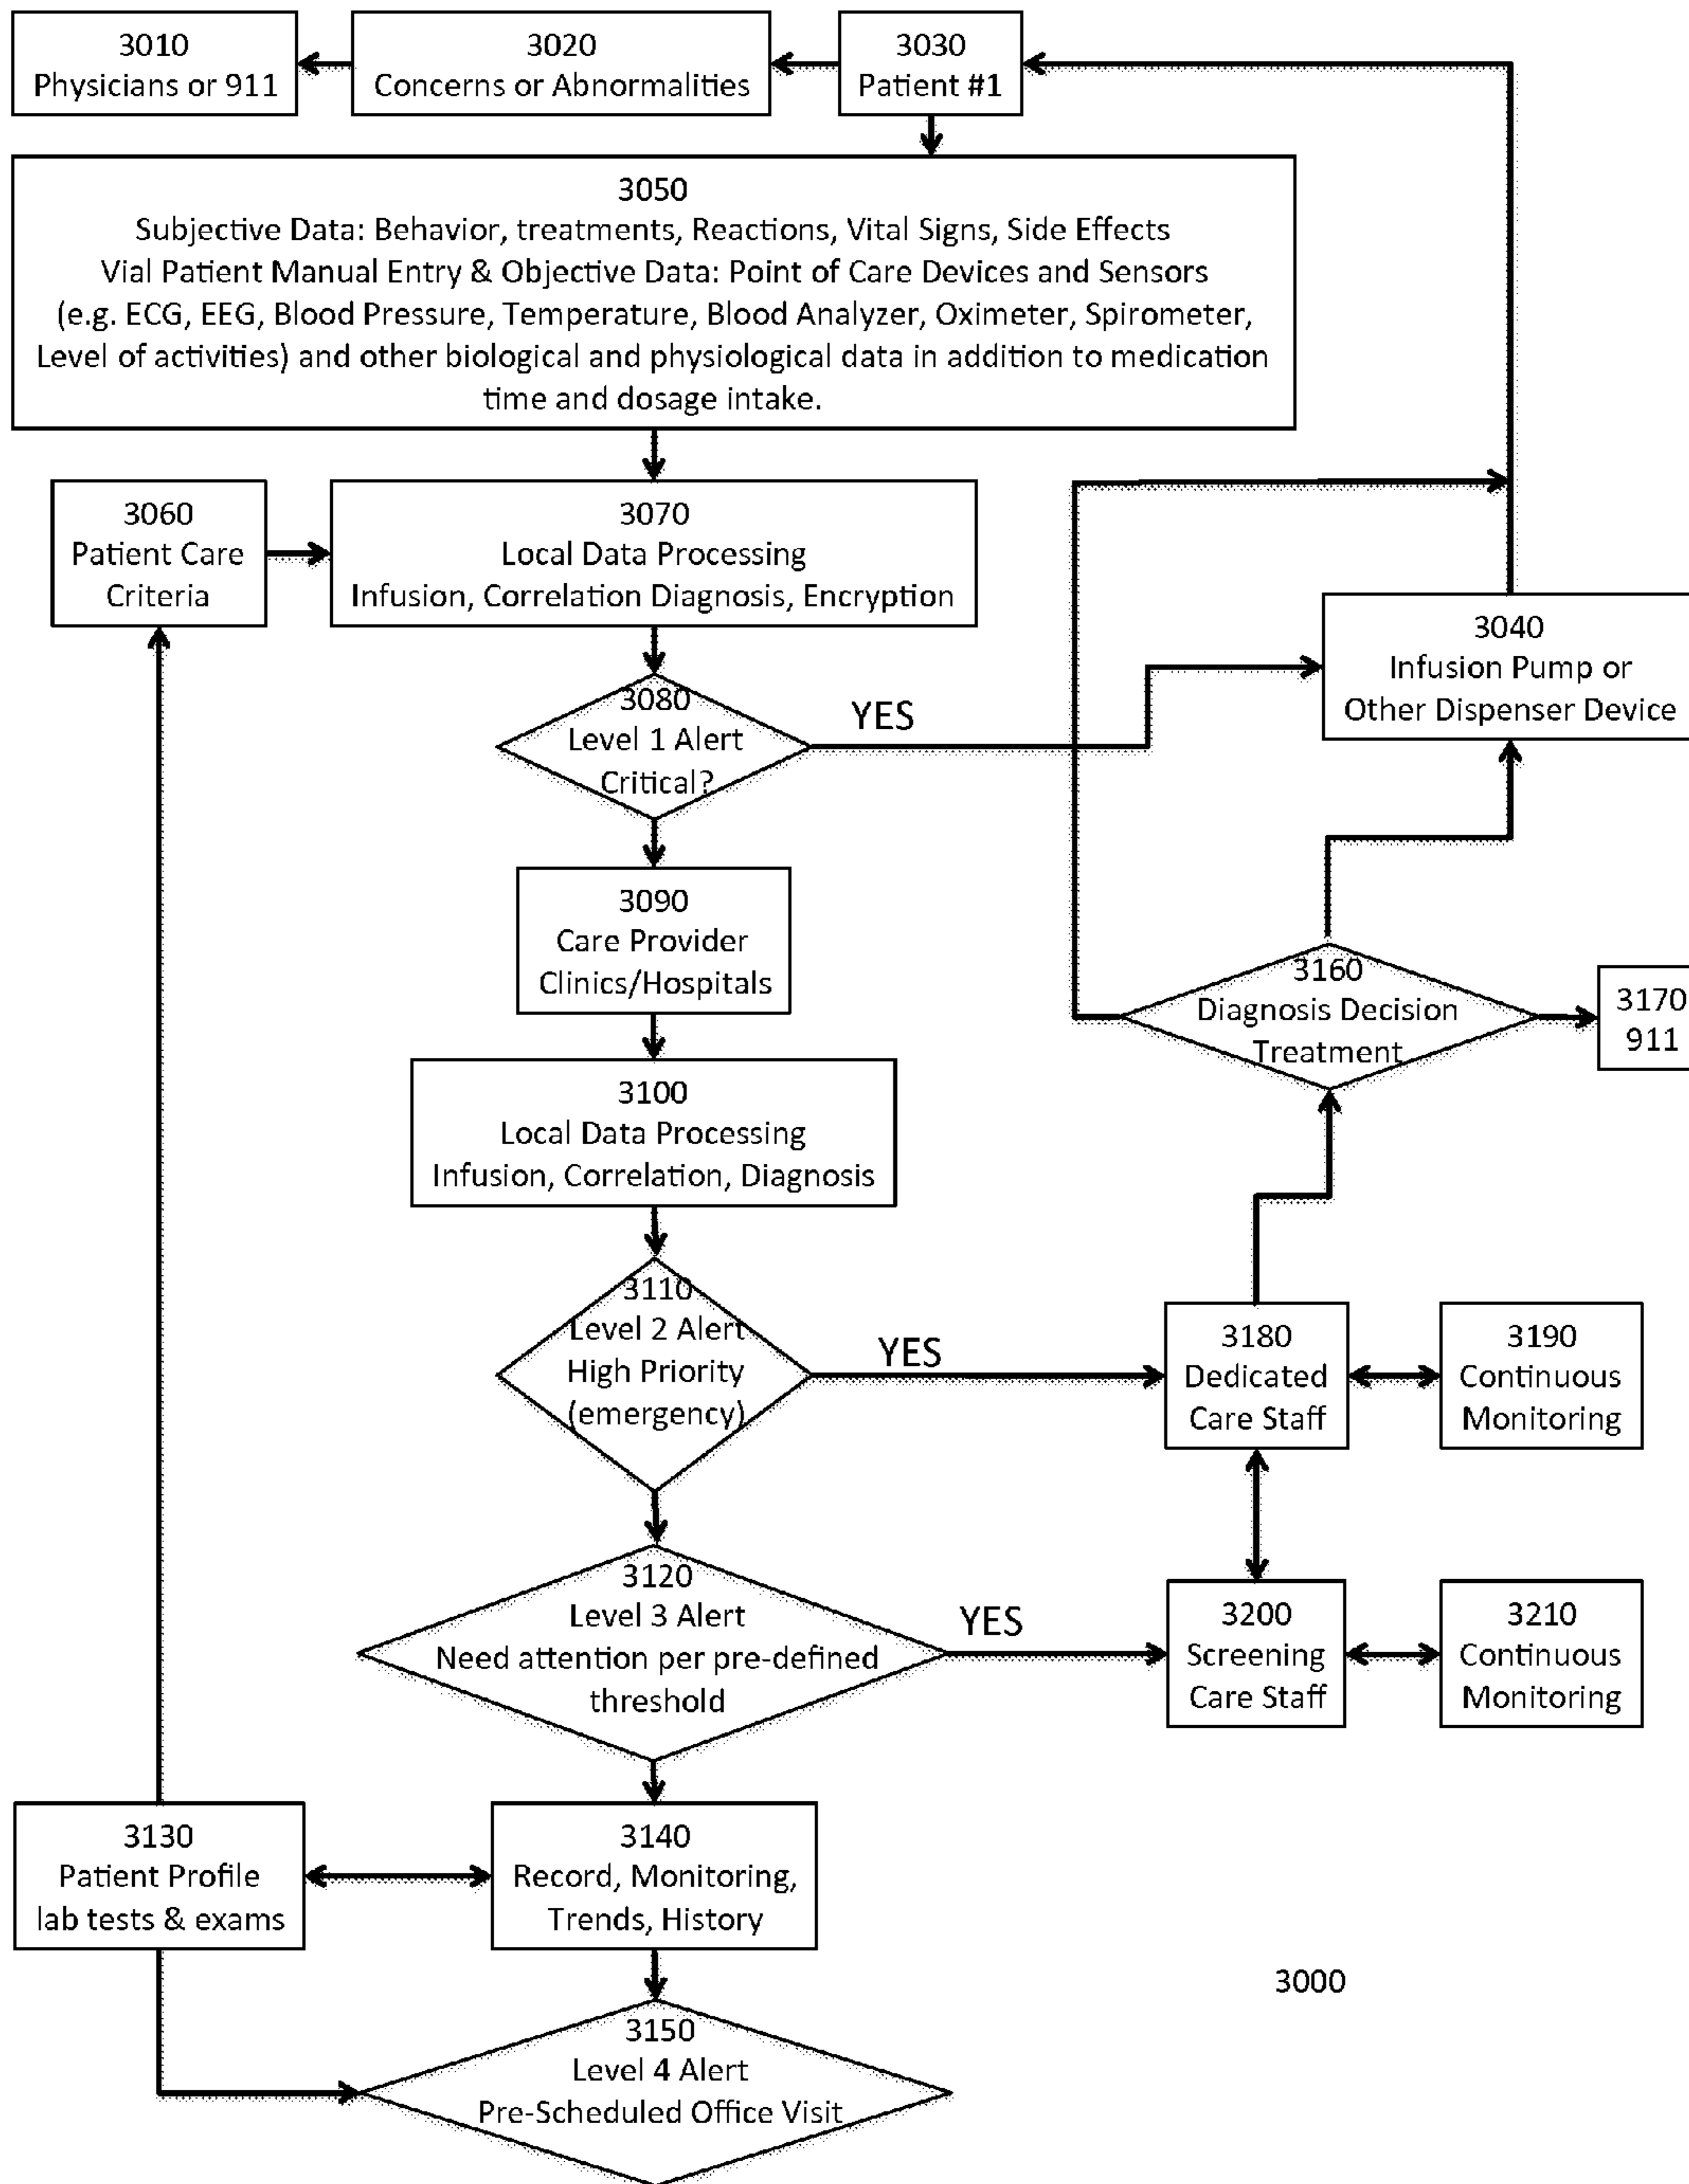 3010
Physicians or 911
3020
Concerns or Abnormalities
3030
Patient #1
3050
Subjective Data: Behavior, treatments, Reactions, Vital Signs, Side Effects
Vial Patient Manual Entry & Objective Data: Point of Care Devices and Sensors
(e.g. ECG, EEG, Blood Pressure, Temperature, Blood Analyzer, Oximeter, Spirometer,
Level of activities) and other biological and physiological data in addition to medication
time and dosage intake.
3060
Patient Care
Criteria
3070
Local Data Processing
Infusion, Correlation Diagnosis, Encryption
3040
Infusion Pump or
Other Dispenser Device
3080
Level 1 Alert
Critical?
YES
3090
Care Provider
Clinics/Hospitals
3160
Diagnosis Decision
Treatment
3170
911
3100
Local Data Processing
Infusion, Correlation, Diagnosis
3110
Level 2 Alert
High Priority
(emergency)
YES
3180
Dedicated
Care Staff
3190
Continuous
Monitoring
3120
Level 3 Alert
Need attention per pre-defined
threshold
YES
3200
Screening
Care Staff
3210
Continuous
Monitoring
3130
Patient Profile
lab tests & exams
3140
Record, Monitoring,
Trends, History
3000
3150
Level 4 Alert
Pre-Scheduled Office Visit